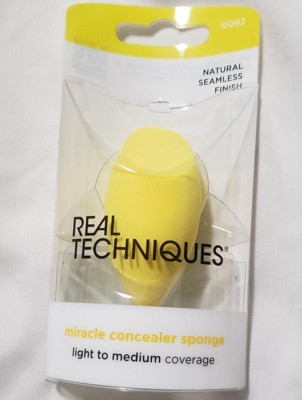 0082
NATURAL
SEAMLESS
FINISH
REAL
TECHNIQUES®
miracle concealer sponge
light to medium coverage